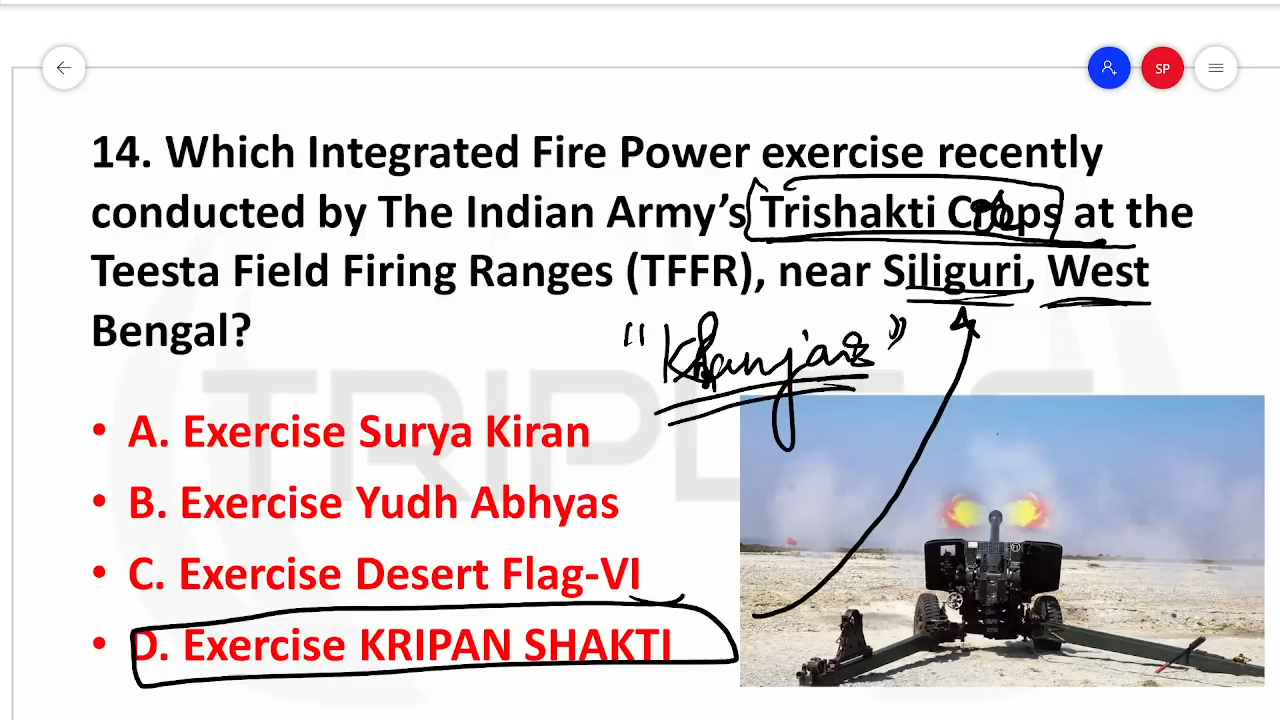 SP
14. Which Integrated Fire Power exercise recently
conducted by The Indian Army’s Trishakti Crops at the
Teesta Field Firing Ranges (TFFR), near Siliguri, West
Bengal?
"Khanjar"
• A. Exercise Surya Kiran
• B. Exercise Yudh Abhyas
• C. Exercise Desert Flag-VI
• D. Exercise KRIPAN SHAKTI